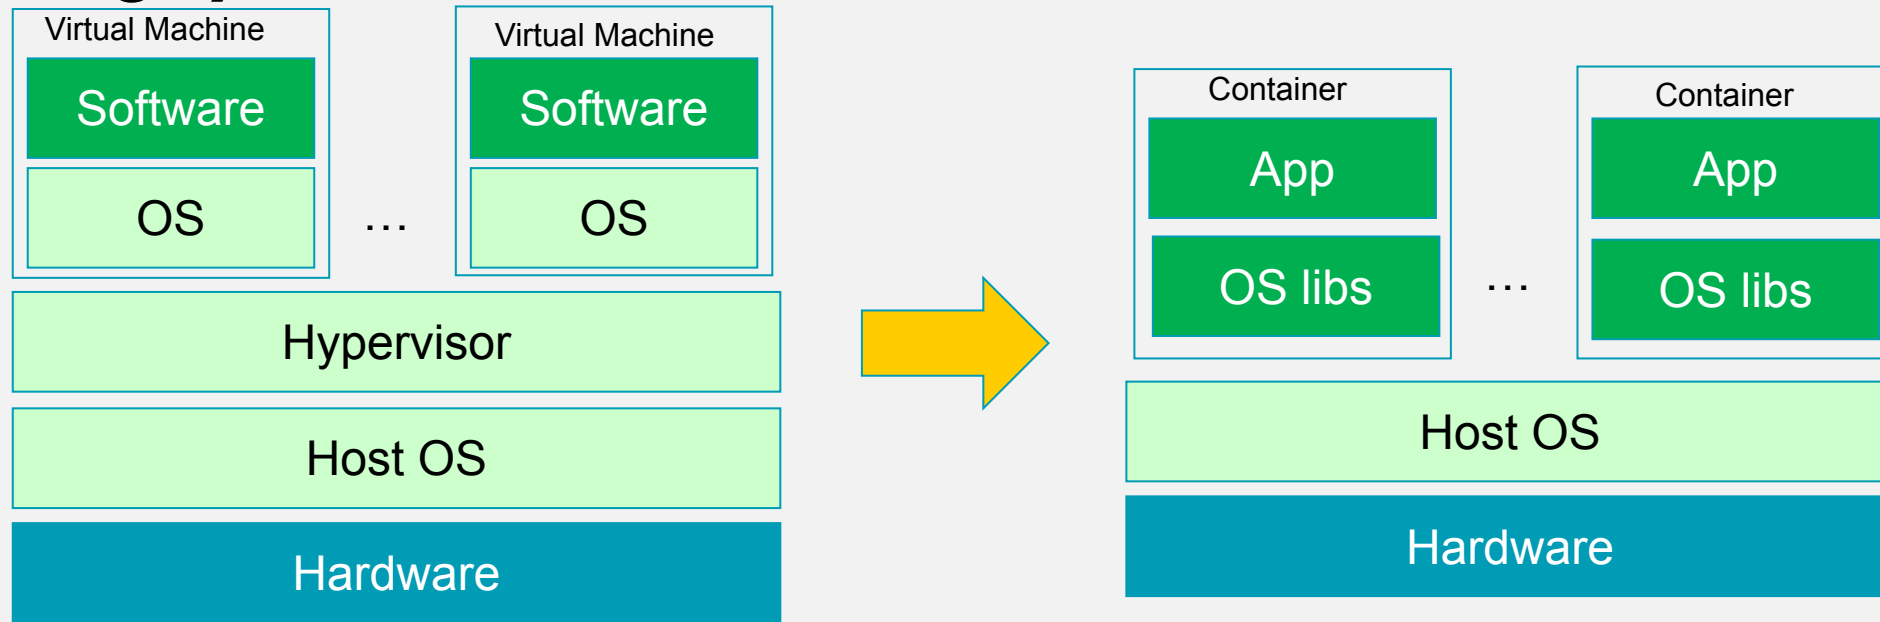 Virtual Machine
Software
OS
...
Virtual Machine
Software
OS
Hypervisor
Host OS
Hardware
Container
App
OS libs
...
Container
App
OS libs
Host OS
Hardware